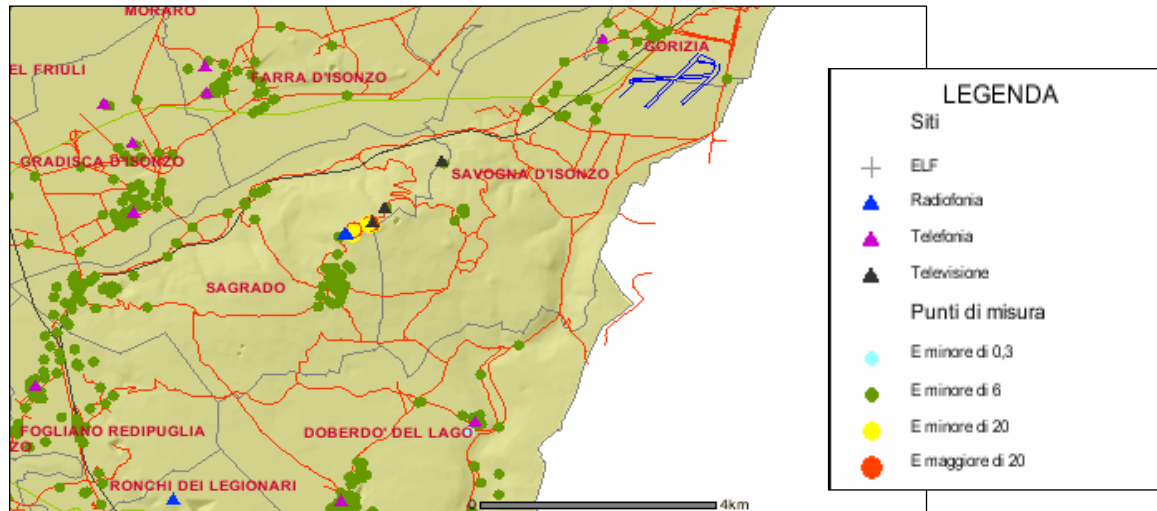 MORARO
GORIZIA
EL FRIULI
FARRA D'ISONZO
GRADISCA D'ISONZO
SAVOGNA D'ISONZO
SAGRADO
FOGLIANO REDIPUGLIA
ZO
DOBERDO' DEL LAGO
RONCHI DEI LEGIONARI
0
4km
LEGENDA
Siti
ELF
Radiofonia
Telefonia
Televisione
Punti di misura
E minore di 0,3
E minore di 6
E minore di 20
E maggiore di 20